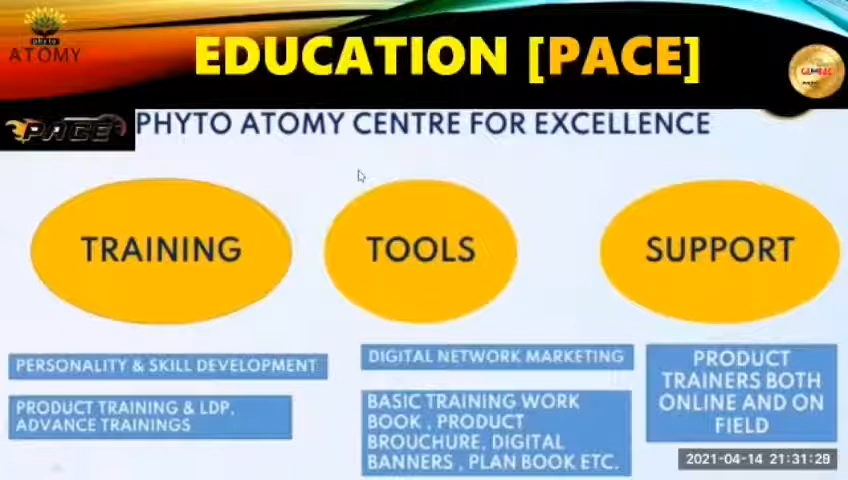 phyto
ATOMY
EDUCATION [PACE]
PACE
PHYTO ATOMY CENTRE FOR EXCELLENCE
TRAINING
TOOLS
SUPPORT
PERSONALITY & SKILL DEVELOPMENT
PRODUCT TRAINING & LDP,
ADVANCE TRAININGS
DIGITAL NETWORK MARKETING
BASIC TRAINING WORK
BOOK , PRODUCT
BROUCHURE, DIGITAL
BANNERS , PLAN BOOK ETC.
PRODUCT
TRAINERS BOTH
ONLINE AND ON
FIELD
2021-04-14 21:31:29